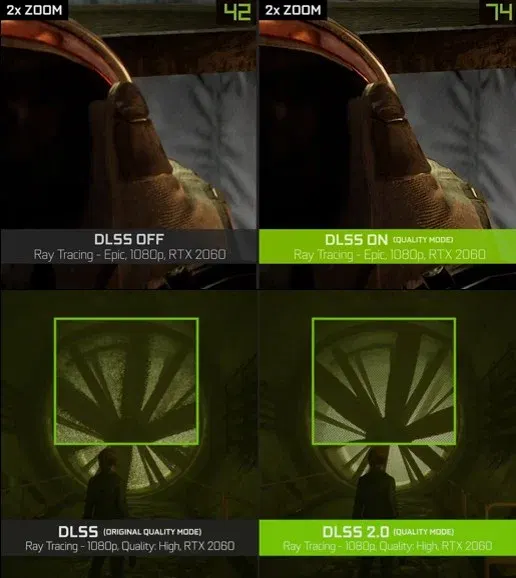 2x ZOOM
42
2x ZOOM
74
DLSS OFF
Ray Tracing - Epic, 1080p, RTX 2060
DLSS ON (QUALITY MODE)
Ray Tracing - Epic, 1080p, RTX 2060
DLSS (ORIGINAL QUALITY MODE)
Ray Tracing - 1080p, Quality: High, RTX 2060
DLSS 2.0 (QUALITY MODE)
Ray Tracing - 1080p, Quality: High, RTX 2060